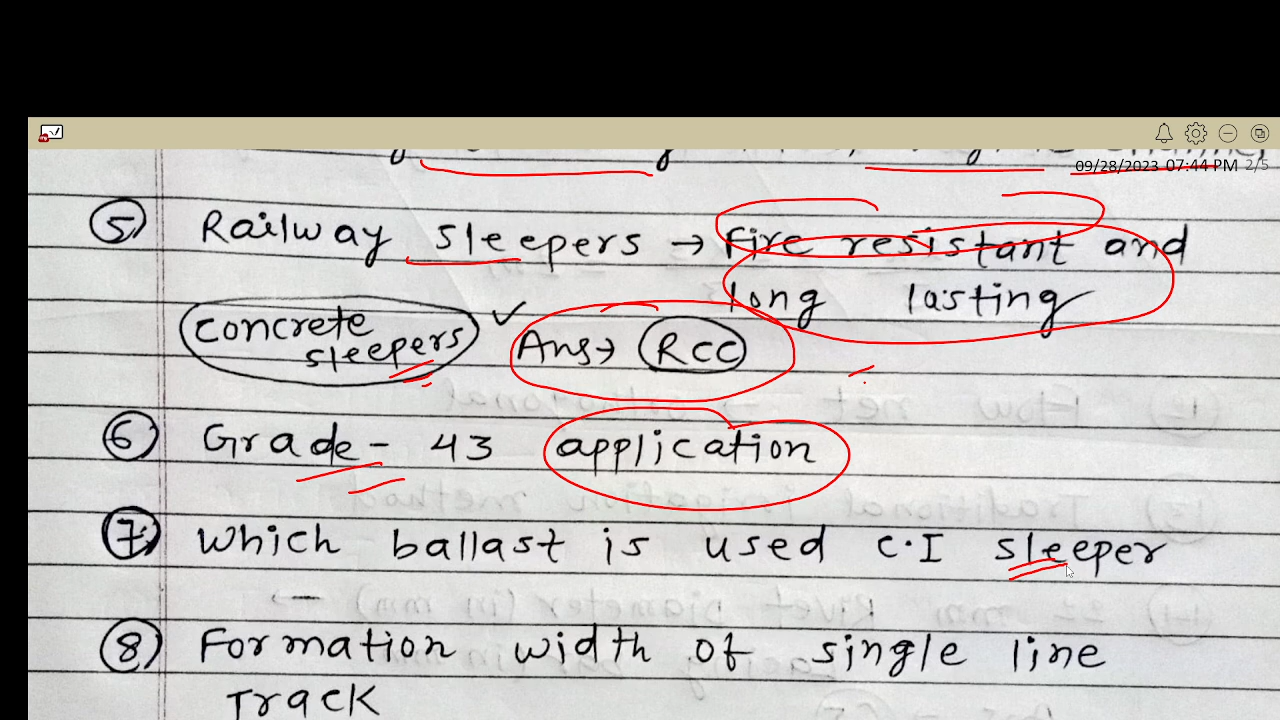 09/28/2023 07:44 PM 2/5
5) Railway sleepers → Fire resistant and
long lasting
Concrete
sleepers ✓ Ans→ RCC
6) Grade - 43 application
7) Which ballast is used C.I sleeper
8) Formation width of single line
Track